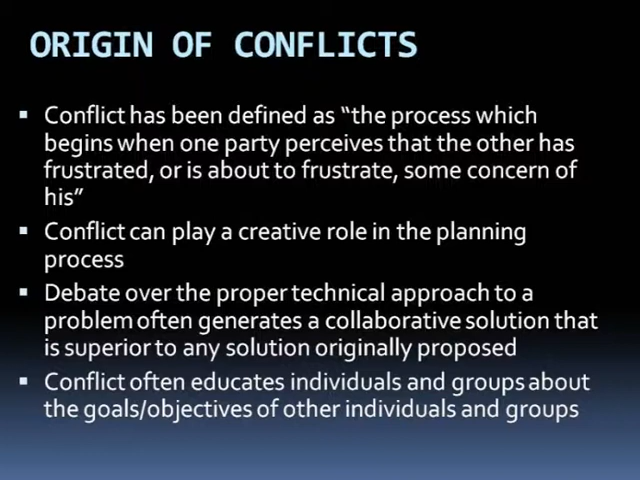 ORIGIN OF CONFLICTS
▪ Conflict has been defined as “the process which
begins when one party perceives that the other has
frustrated, or is about to frustrate, some concern of
his”
▪ Conflict can play a creative role in the planning
process
▪ Debate over the proper technical approach to a
problem often generates a collaborative solution that
is superior to any solution originally proposed
▪ Conflict often educates individuals and groups about
the goals/objectives of other individuals and groups